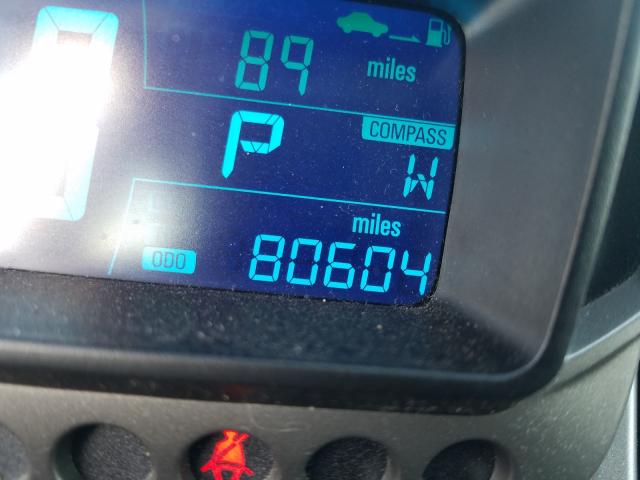 89 miles
P COMPASS
W
miles
ODO 80604